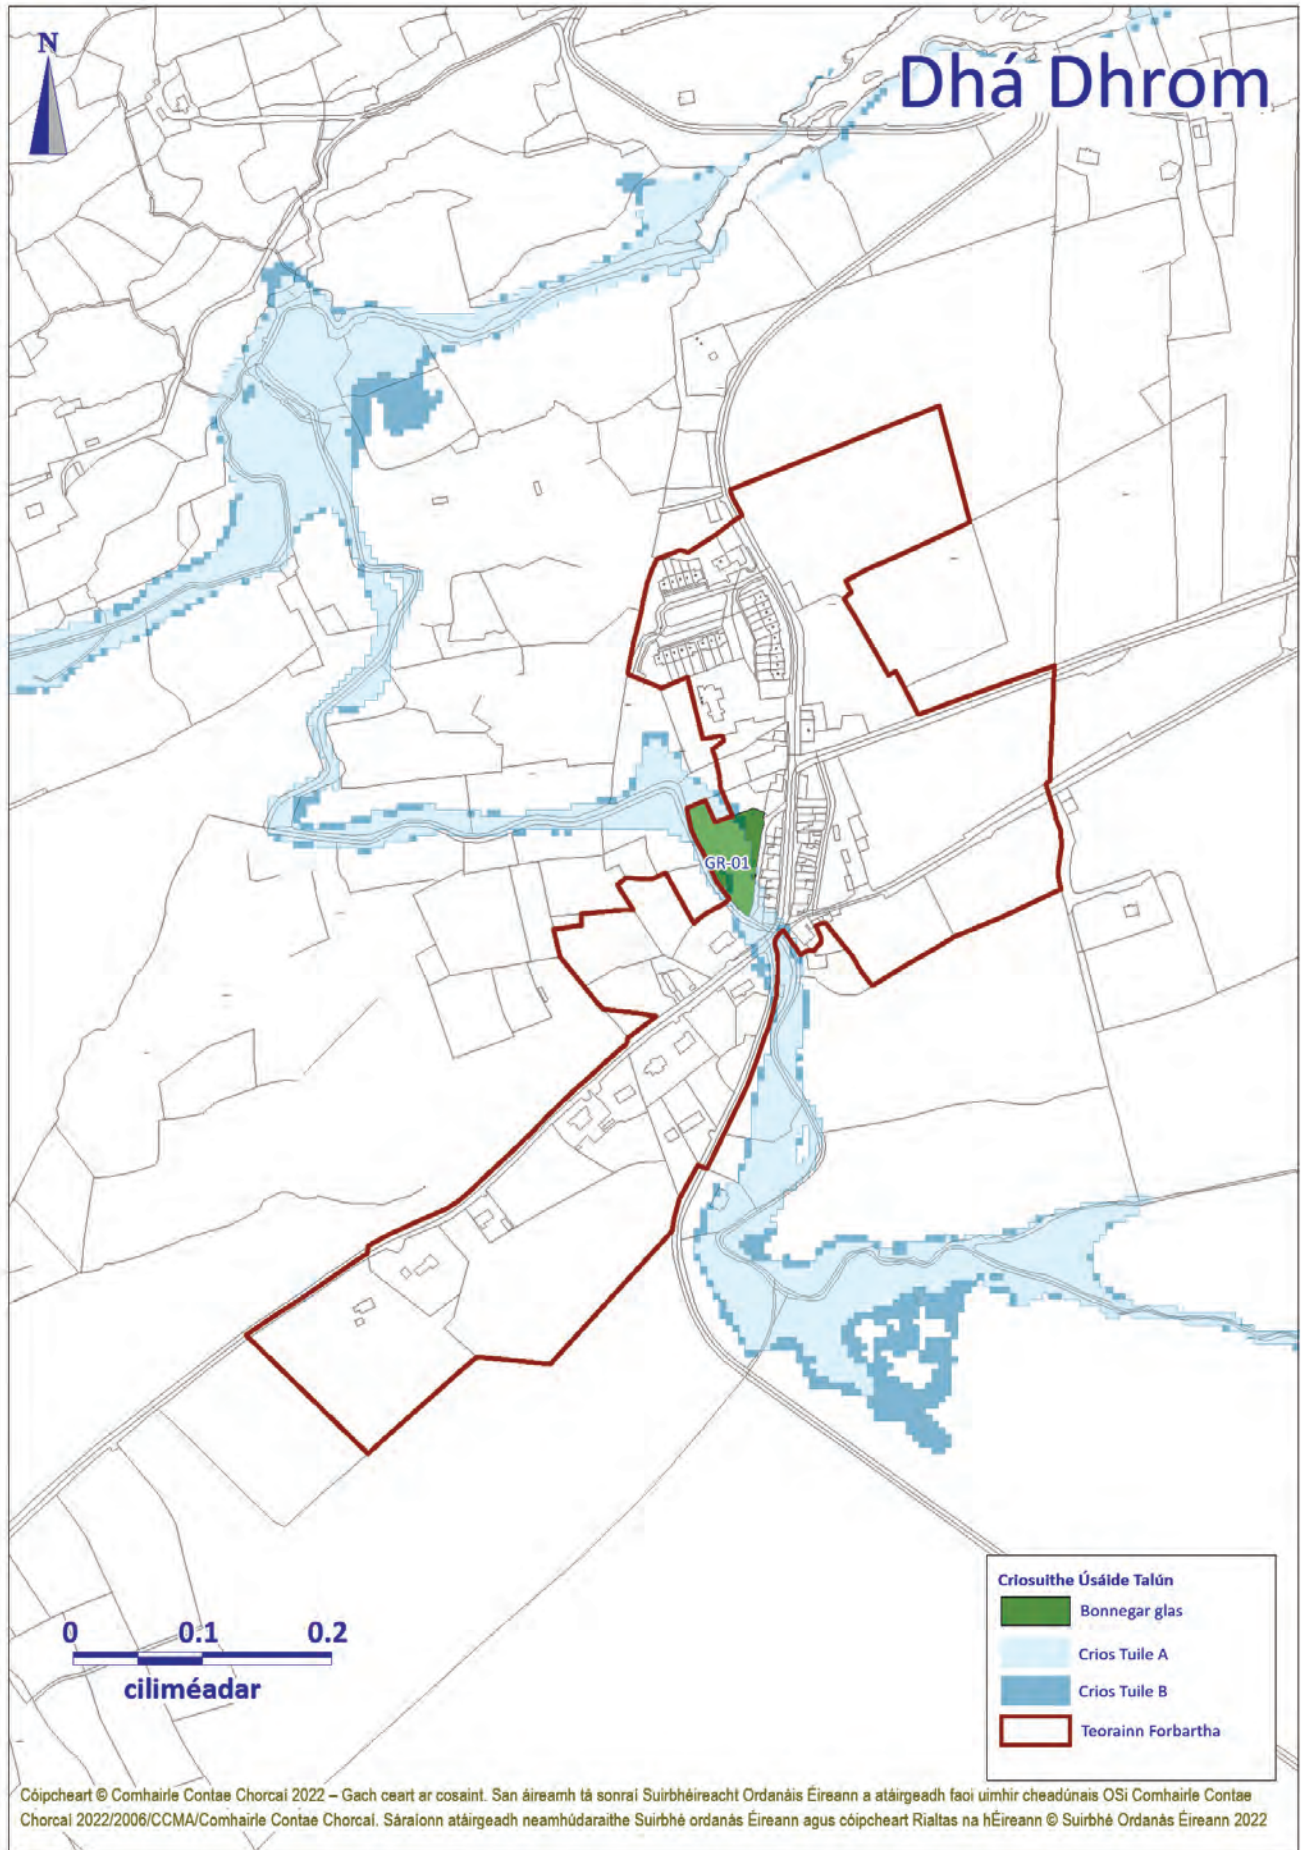 N
Dhá Dhrom
GR-01
Criosuithe Úsáide Talún
Bonnegar glas
Crios Tuile A
Crios Tuile B
Teorainn Forbartha
0 0.1 0.2
ciliméadar
Cóipcheart © Comhairle Contae Chorcaí 2022 – Gach ceart ar cosaint. San áireamh tá sonraí Suirbhéireacht Ordanáis Éireann a atáirgeadh faoi uimhir cheadúnais OSi Comhairle Contae
Chorcaí 2022/2006/CCMA/Comhairle Contae Chorcaí. Sáraíonn atáirgeadh neamhúdaraithe Suirbhé ordanás Éireann agus cóipcheart Rialtas na hÉireann © Suirbhé Ordanás Éireann 2022